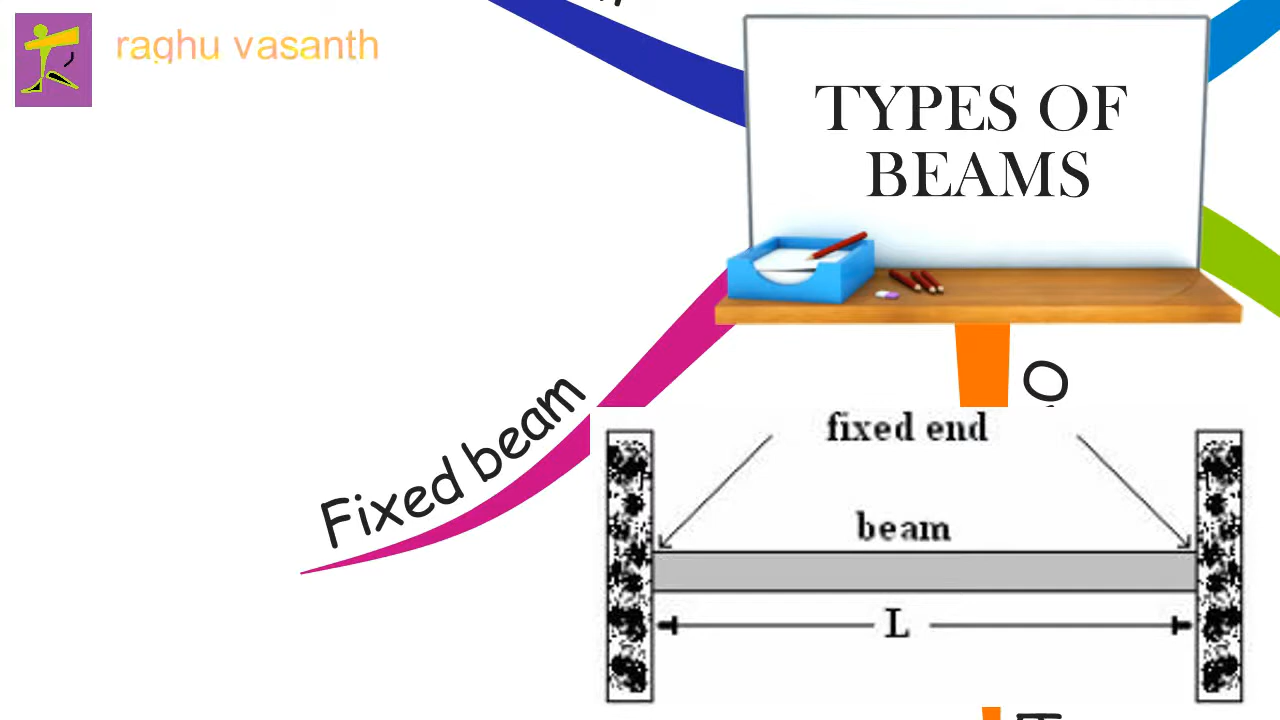 raghu vasanth
TYPES OF
BEAMS
Fixed beam
fixed end
beam
L